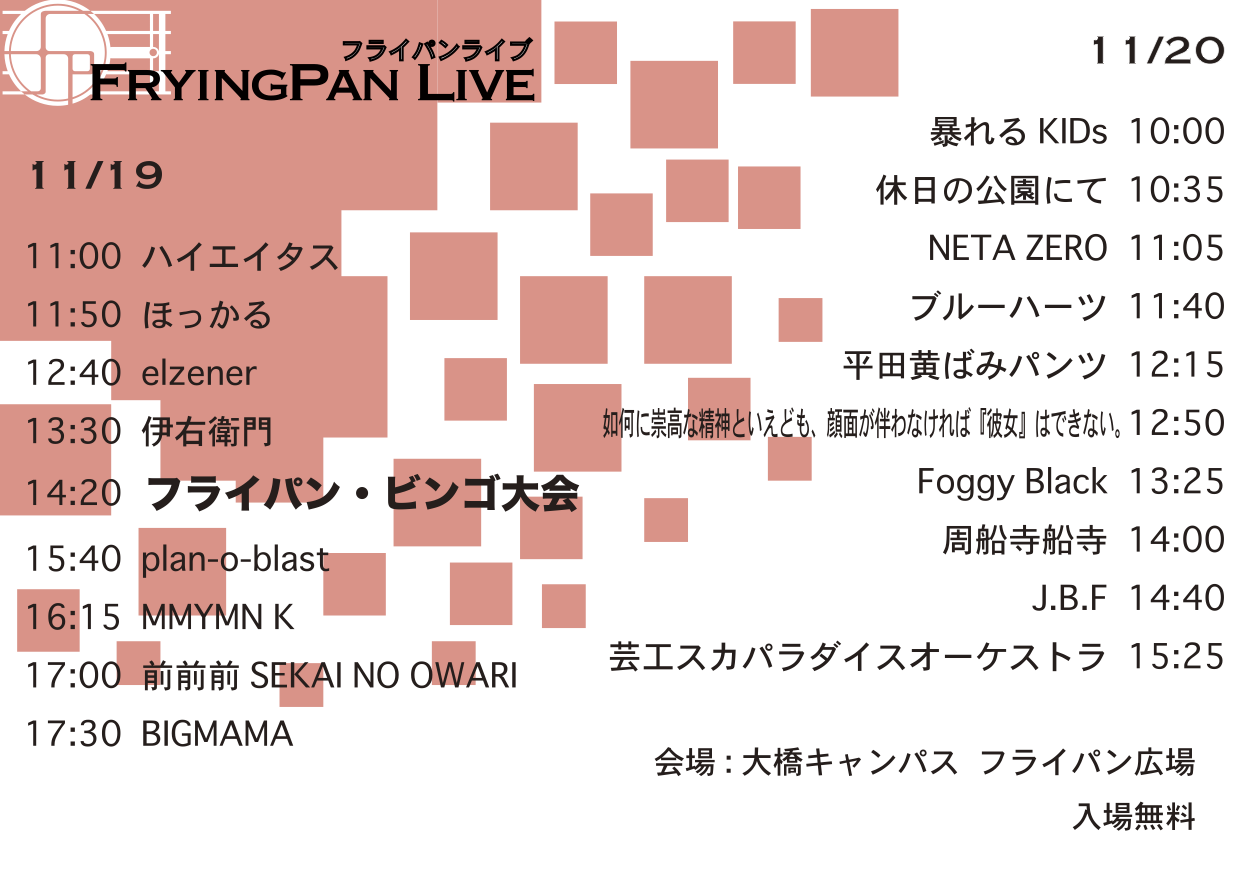 フライパンライブ
FRYINGPAN LIVE
11/19
11:00 ハイエイタス
11:50 ほっかる
12:40 elzener
13:30 伊右衛門
14:20 フライパン・ビンゴ大会
15:40 plan-o-blast
16:15 MMYMN K
17:00 前前前 SEKAI NO OWARI
17:30 BIGMAMA
11/20
暴れる KIDs 10:00
休日の公園にて 10:35
NETA ZERO 11:05
ブルーハーツ 11:40
平田黄ばみパンツ 12:15
如何に崇高な精神といえども、顔面が伴わなければ『彼女』はできない。 12:50
Foggy Black 13:25
周船寺船寺 14:00
J.B.F 14:40
芸工スカパラダイスオーケストラ 15:25
会場 : 大橋キャンパス フライパン広場
入場無料